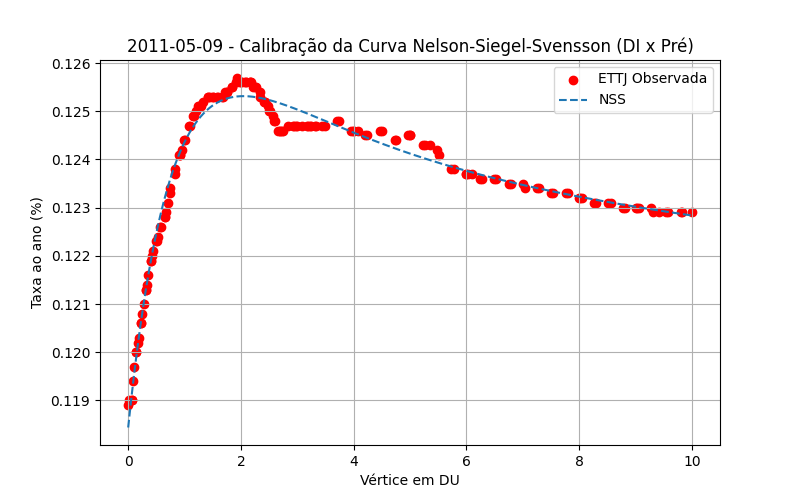 2011-05-09 - Calibração da Curva Nelson-Siegel-Svensson (DI x Pré)
0.126
0.125
0.124
0.123
0.122
0.121
0.120
0.119
Taxa ao ano (%)
ETTJ Observada
NSS
0 2 4 6 8 10
Vértice em DU